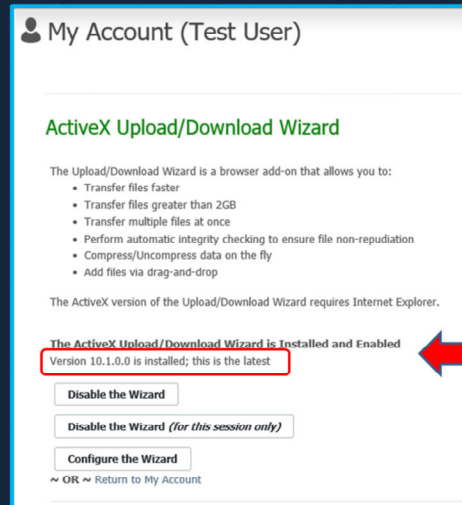 My Account (Test User)
ActiveX Upload/Download Wizard
The Upload/Download Wizard is a browser add-on that allows you to:
• Transfer files faster
• Transfer files greater than 2GB
• Transfer multiple files at once
• Perform automatic integrity checking to ensure file non-repudiation
• Compress/Uncompress data on the fly
• Add files via drag-and-drop
The ActiveX version of the Upload/Download Wizard requires Internet Explorer.
The ActiveX Upload/Download Wizard is Installed and Enabled
Version 10.1.0.0 is installed; this is the latest
Disable the Wizard
Disable the Wizard (for this session only)
Configure the Wizard
~ OR ~ Return to My Account